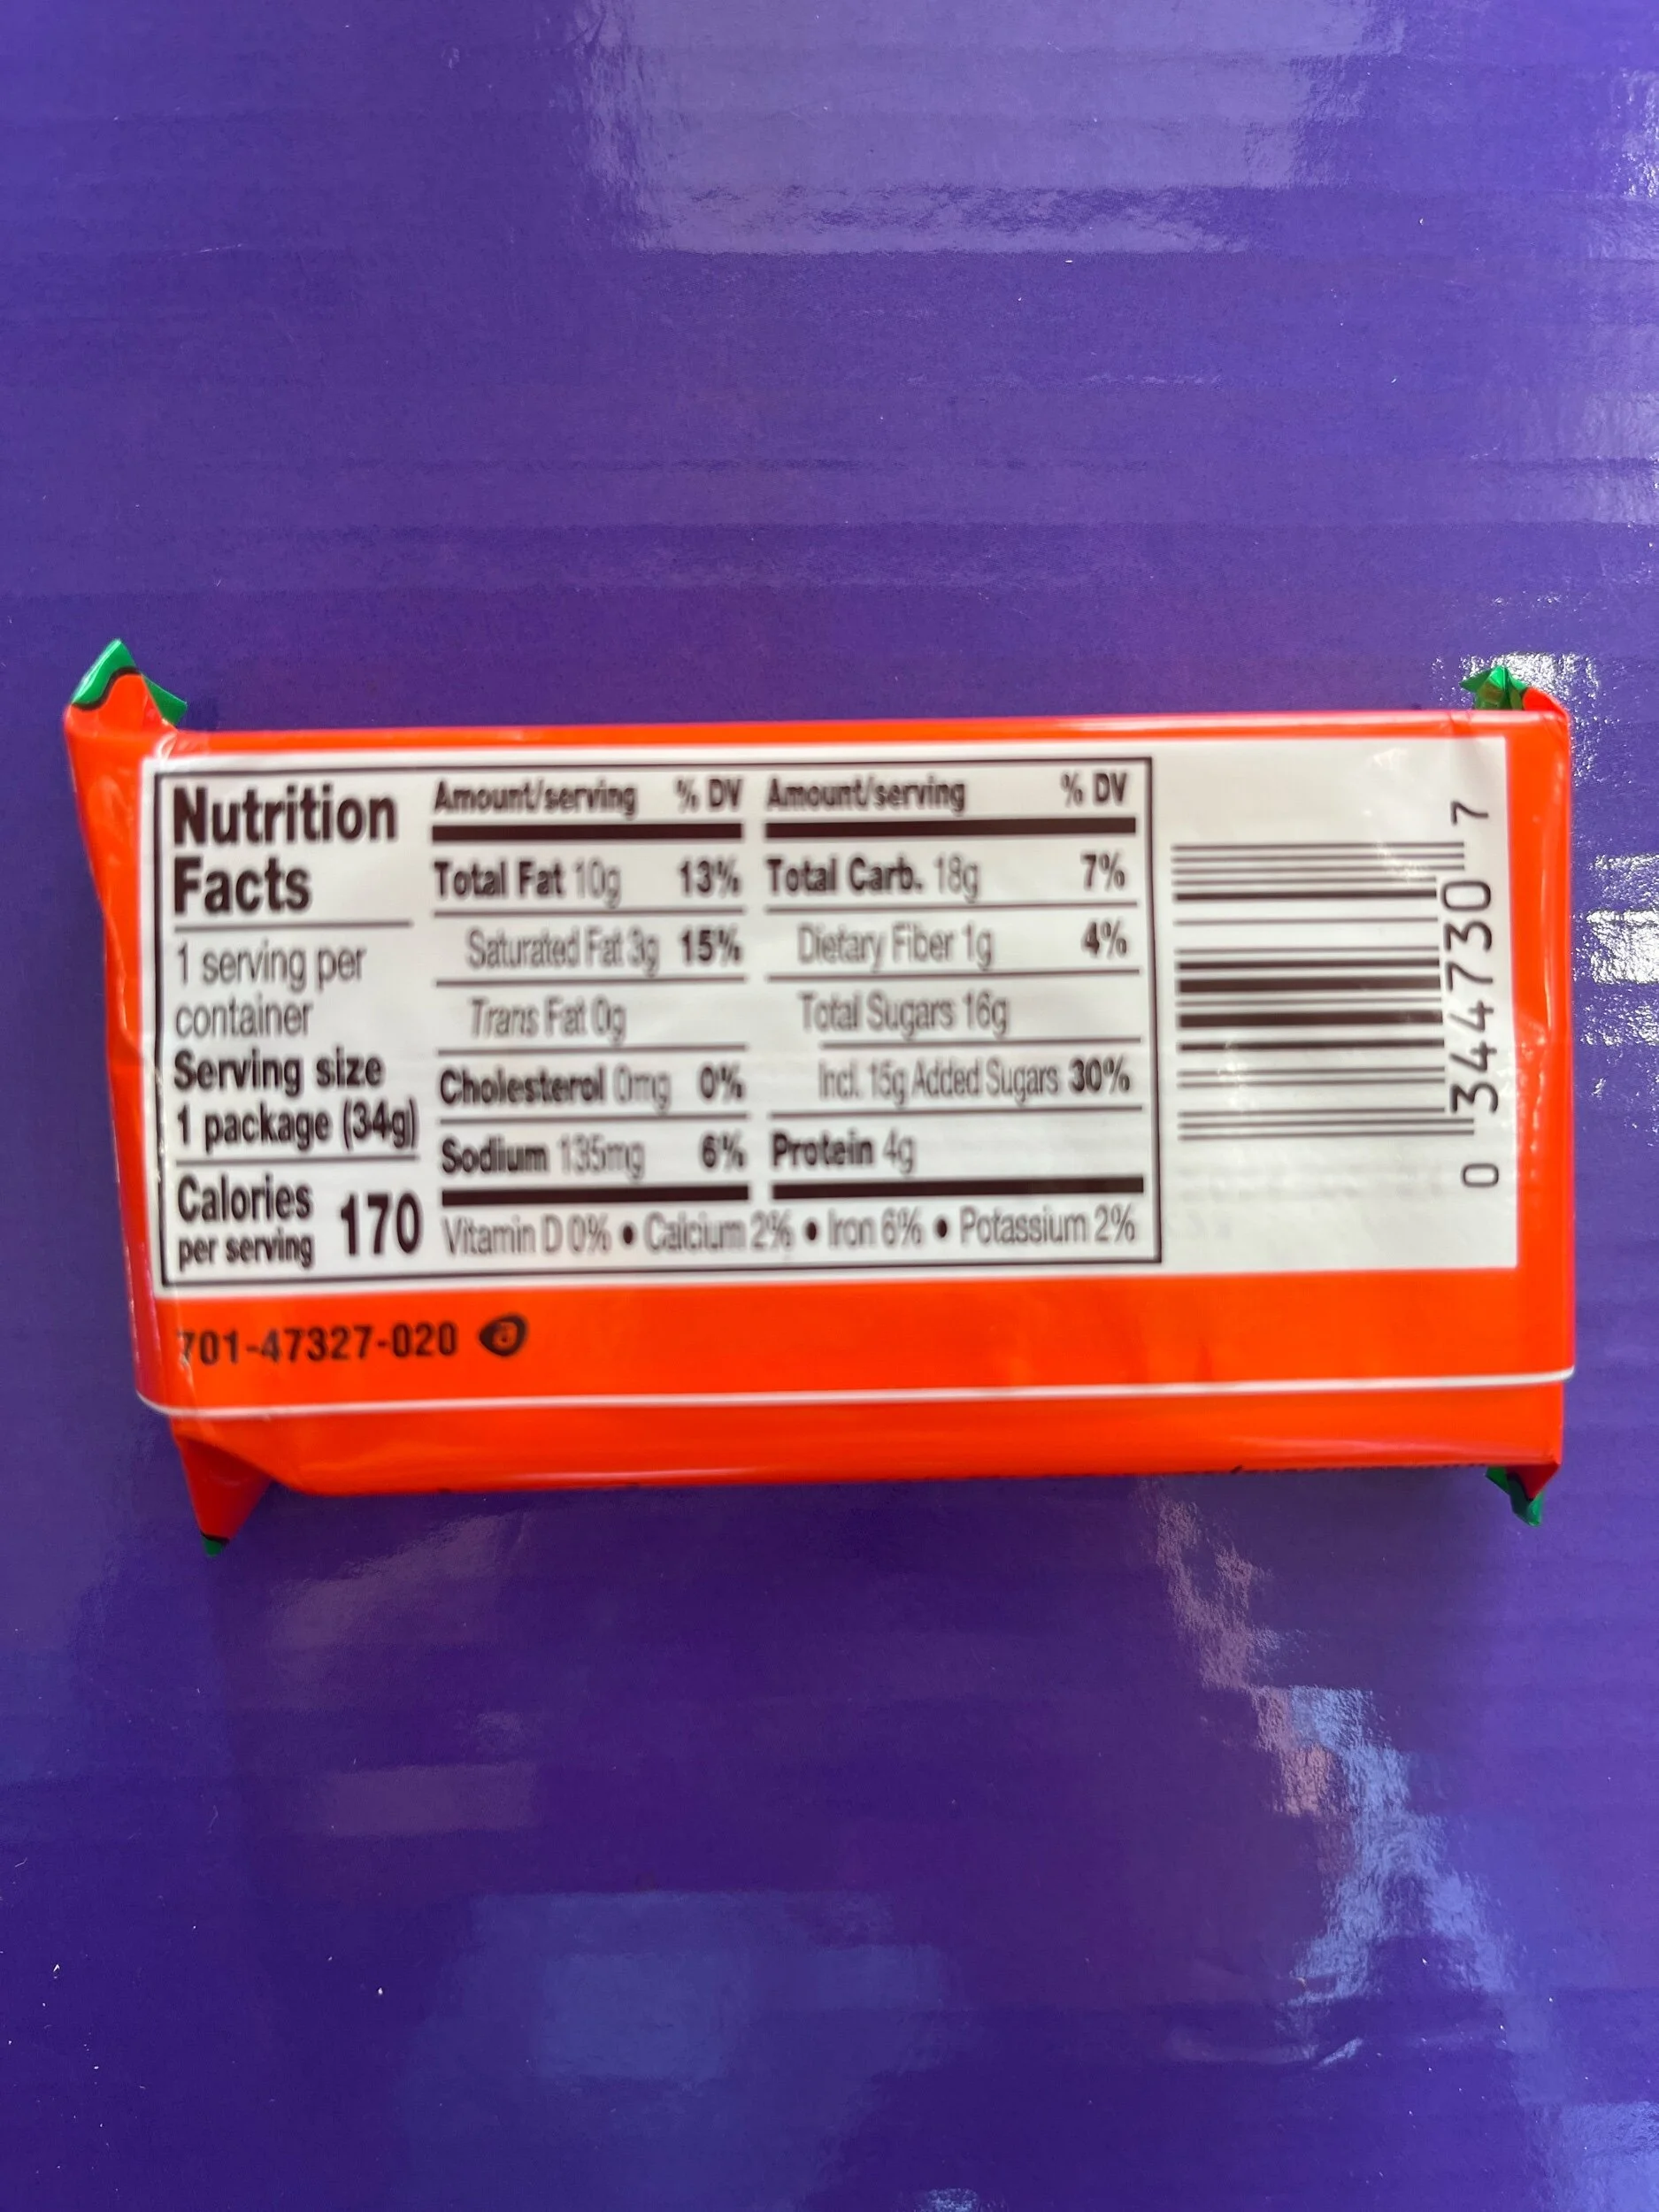 Nutrition
Facts
1 serving per
container
Serving size
1 package (34g)
Calories
per serving 170
Amount/serving % DV
Total Fat 10g 13%
Saturated Fat 3g 15%
Trans Fat 0g
Cholesterol 0mg 0%
Sodium 135mg 6%
Amount/serving % DV
Total Carb. 18g 7%
Dietary Fiber 1g 4%
Total Sugars 16g
Incl. 15g Added Sugars 30%
Protein 4g
Vitamin D 0% • Calcium 2% • Iron 6% • Potassium 2%
0 344730 7
701-47327-020 a